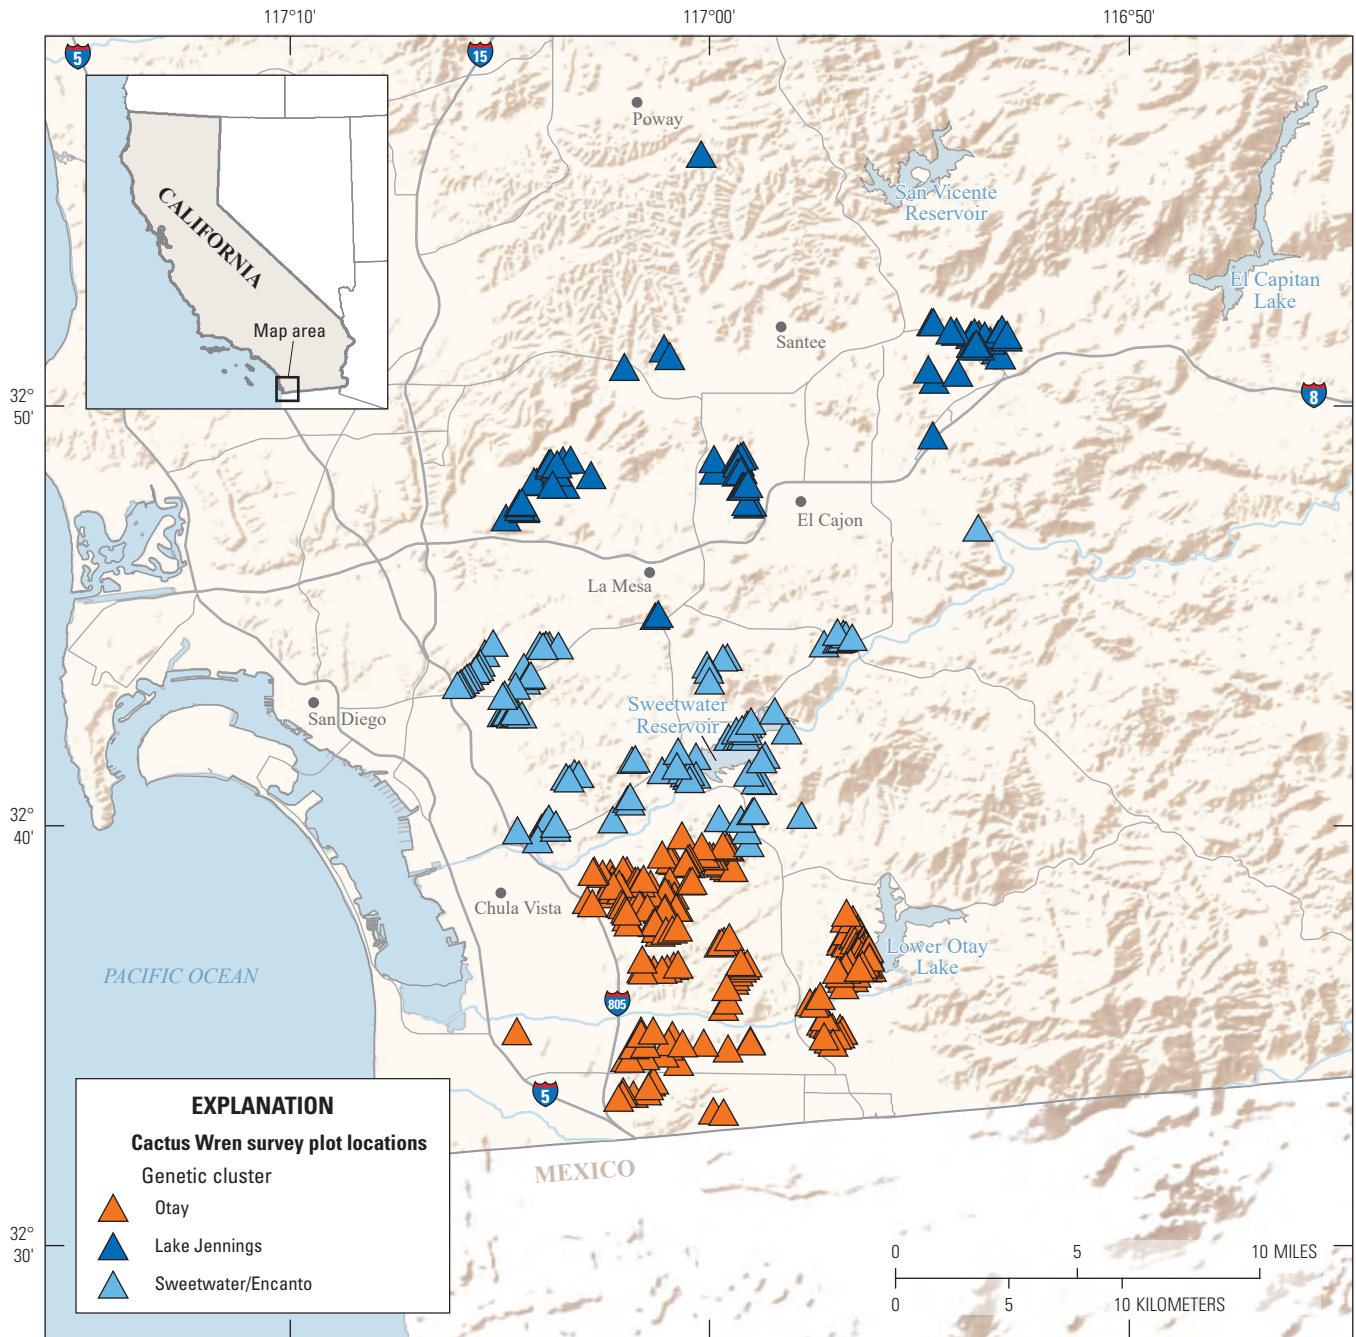 117°10'
117°00'
116°50'
5
15
Poway
CALIFORNIA
Map area
San Vicente
Reservoir
El Capitan
Lake
Santee
32°
50'
8
El Cajon
La Mesa
Sweetwater
Reservoir
San Diego
32°
40'
Chula Vista
Lower Otay
Lake
PACIFIC OCEAN
805
5
EXPLANATION
Cactus Wren survey plot locations
Genetic cluster
Otay
Lake Jennings
Sweetwater/Encanto
MEXICO
32°
30'
0 5 10 MILES
0 5 10 KILOMETERS